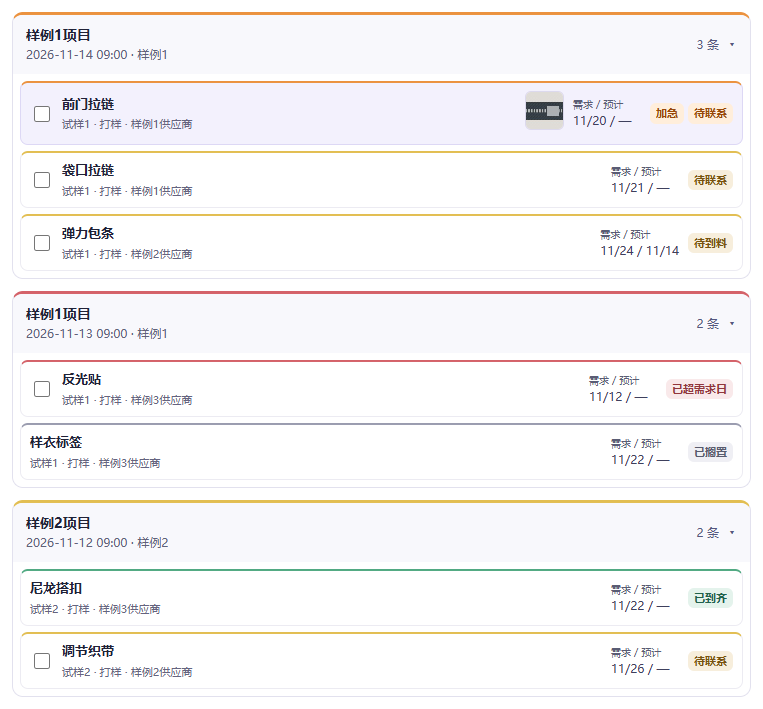 样例1项目
2026-11-14 09:00 · 样例1
3 条
前门拉链
试样1 · 打样 · 样例1供应商
需求 / 预计
11/20 / —
加急
待联系
袋口拉链
试样1 · 打样 · 样例1供应商
需求 / 预计
11/21 / —
待联系
弹力包条
试样1 · 打样 · 样例2供应商
需求 / 预计
11/24 / 11/14
待到料
样例1项目
2026-11-13 09:00 · 样例1
2 条
反光贴
试样1 · 打样 · 样例3供应商
需求 / 预计
11/12 / —
已超需求日
样衣标签
试样1 · 打样 · 样例3供应商
需求 / 预计
11/22 / —
已搁置
样例2项目
2026-11-12 09:00 · 样例2
2 条
尼龙搭扣
试样2 · 打样 · 样例3供应商
需求 / 预计
11/22 / —
已到齐
调节织带
试样2 · 打样 · 样例2供应商
需求 / 预计
11/26 / —
待联系